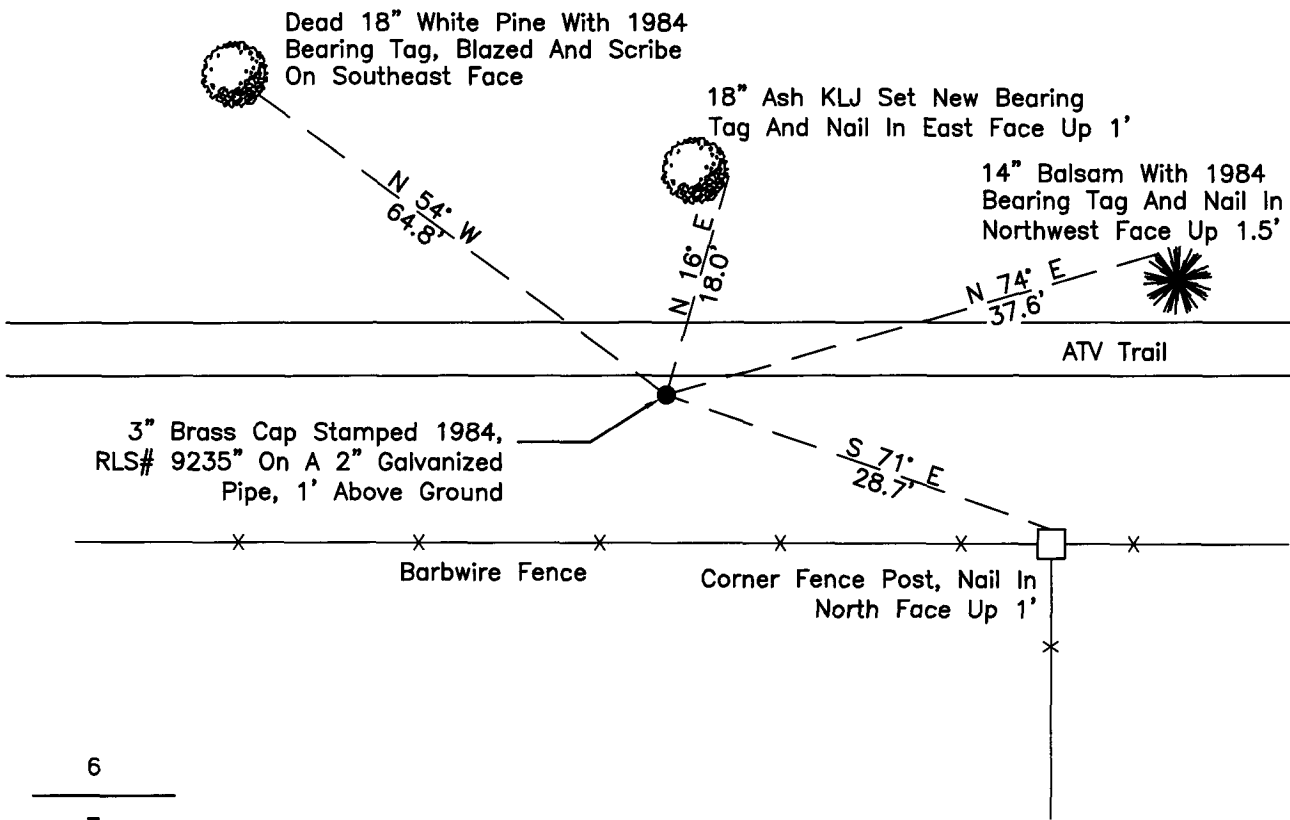 Dead 18" White Pine With 1984
Bearing Tag, Blazed And Scribe
On Southeast Face
18" Ash KLJ Set New Bearing
Tag And Nail In East Face Up 1'
14" Balsam With 1984
Bearing Tag And Nail In
Northwest Face Up 1.5'
N 54° W
64.8'
N 16° E
18.0'
N 74° E
37.6'
ATV Trail
3" Brass Cap Stamped 1984,
RLS# 9235" On A 2" Galvanized
Pipe, 1' Above Ground
S 71° E
28.7'
Barbwire Fence
Corner Fence Post, Nail In
North Face Up 1'
6